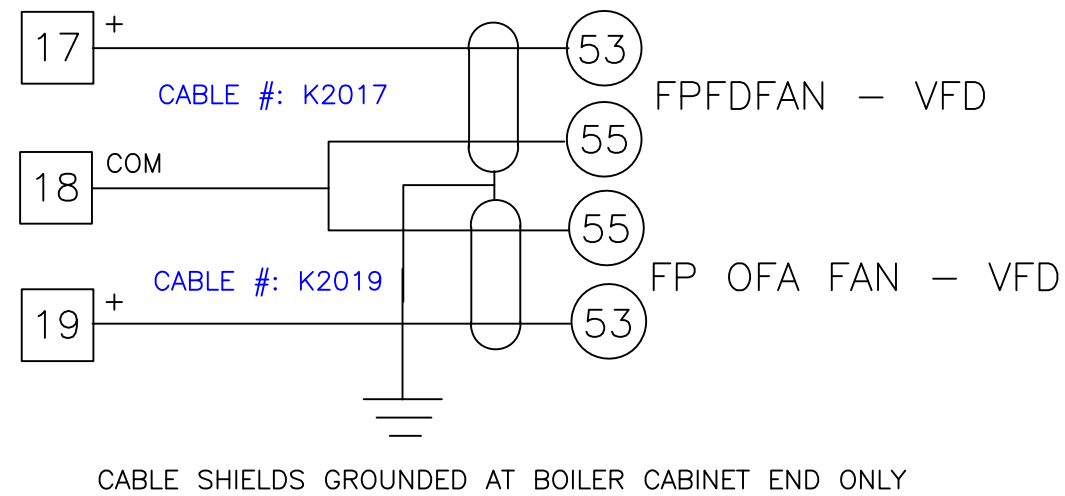 17 + 53
CABLE #: K2017
FPFDFAN - VFD
18 COM 55
55
CABLE #: K2019
FP OFA FAN - VFD
19 + 53
CABLE SHIELDS GROUNDED AT BOILER CABINET END ONLY